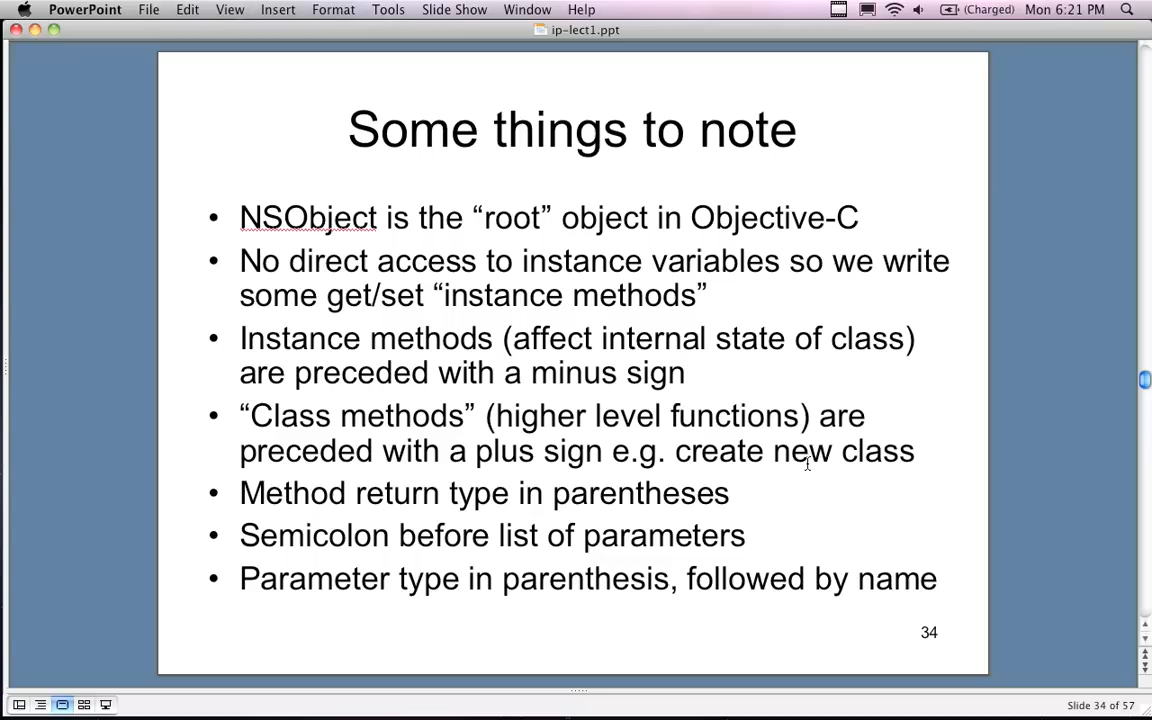 PowerPoint File Edit View Insert Format Tools Slide Show Window Help (Charged) Mon 6:21 PM
ip-lect1.ppt
Some things to note
• NSObject is the “root” object in Objective-C
• No direct access to instance variables so we write
some get/set “instance methods”
• Instance methods (affect internal state of class)
are preceded with a minus sign
• “Class methods” (higher level functions) are
preceded with a plus sign e.g. create new class
• Method return type in parentheses
• Semicolon before list of parameters
• Parameter type in parenthesis, followed by name
34
Slide 34 of 57